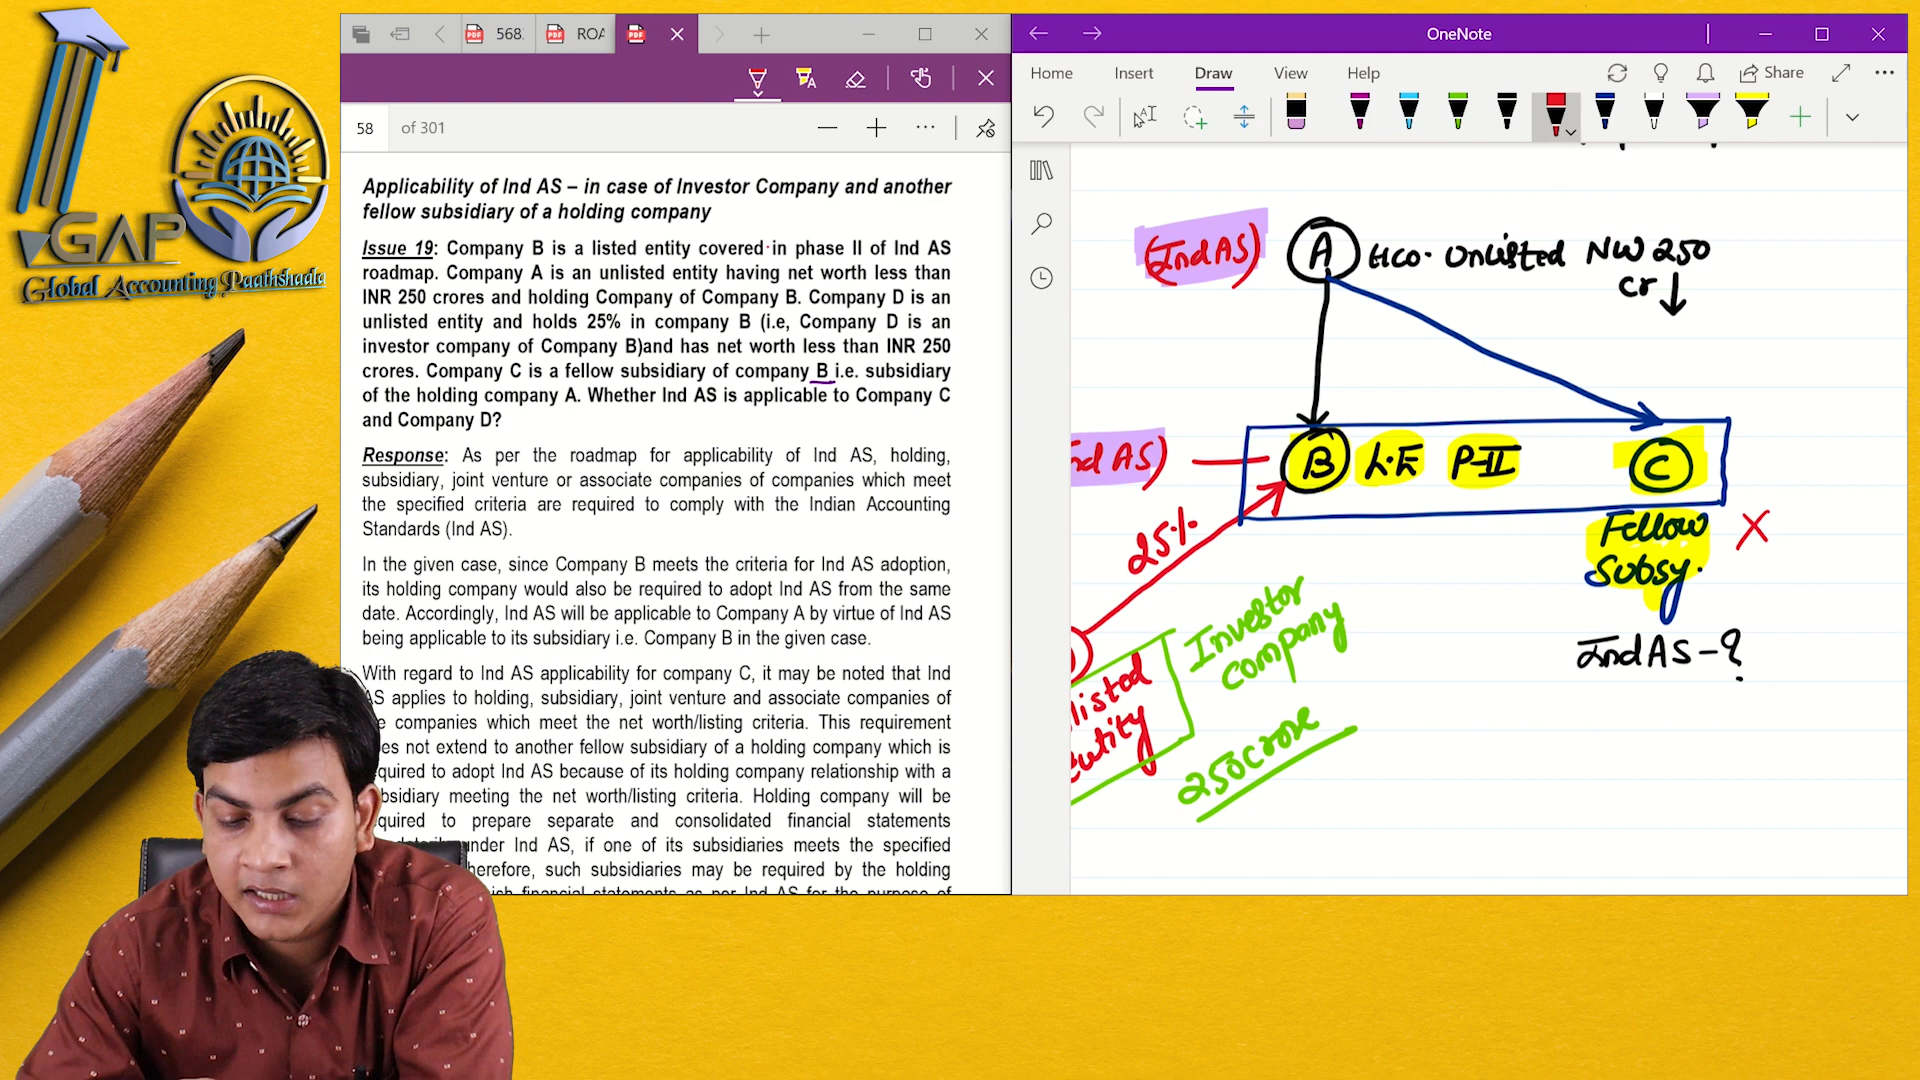 GAP
Global Accounting Paathshaala
568
ROA
58 of 301
Applicability of Ind AS – in case of Investor Company and another
fellow subsidiary of a holding company
Issue 19: Company B is a listed entity covered in phase II of Ind AS
roadmap. Company A is an unlisted entity having net worth less than
INR 250 crores and holding Company of Company B. Company D is an
unlisted entity and holds 25% in company B (i.e, Company D is an
investor company of Company B)and has net worth less than INR 250
crores. Company C is a fellow subsidiary of company B i.e. subsidiary
of the holding company A. Whether Ind AS is applicable to Company C
and Company D?
Response: As per the roadmap for applicability of Ind AS, holding,
subsidiary, joint venture or associate companies of companies which meet
the specified criteria are required to comply with the Indian Accounting
Standards (Ind AS).
In the given case, since Company B meets the criteria for Ind AS adoption,
its holding company would also be required to adopt Ind AS from the same
date. Accordingly, Ind AS will be applicable to Company A by virtue of Ind AS
being applicable to its subsidiary i.e. Company B in the given case.
With regard to Ind AS applicability for company C, it may be noted that Ind
AS applies to holding, subsidiary, joint venture and associate companies of
companies which meet the net worth/listing criteria. This requirement
not extend to another fellow subsidiary of a holding company which is
quired to adopt Ind AS because of its holding company relationship with a
bsidiary meeting the net worth/listing criteria. Holding company will be
quired to prepare separate and consolidated financial statements
under Ind AS, if one of its subsidiaries meets the specified
herefore, such subsidiaries may be required by the holding
financial statements as per Ind AS for the purpose of
OneNote
Home Insert Draw View Help
Share
(Ind AS) A HCO. Unlisted NW 250
Cr ↓
nd AS) B L.E P-II C
25%
Fellow X
Subsy.
Investor
Company
Ind AS - ?
listed
entity
250 crore